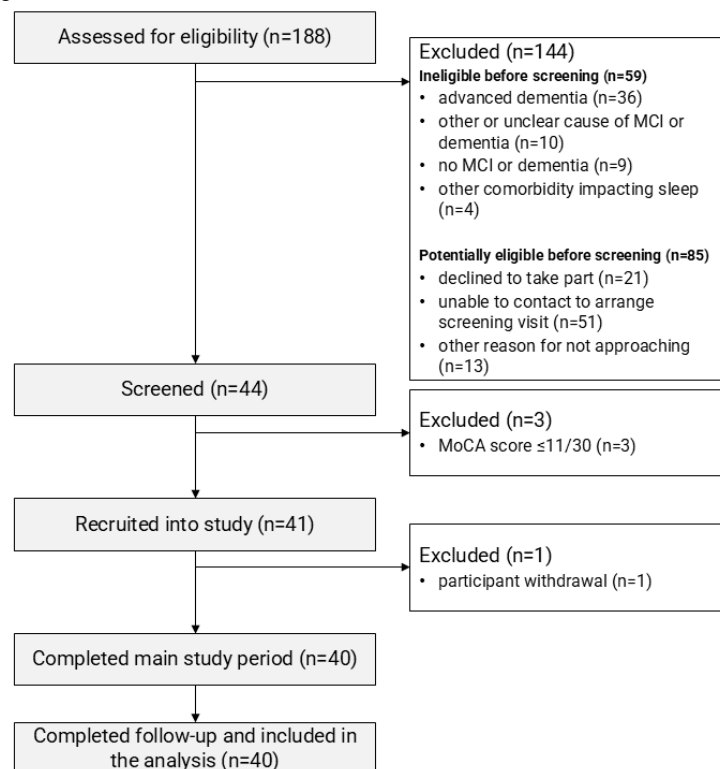 Assessed for eligibility (n=188)
Excluded (n=144)
Ineligible before screening (n=59)
• advanced dementia (n=36)
• other or unclear cause of MCI or
dementia (n=10)
• no MCI or dementia (n=9)
• other comorbidity impacting sleep
(n=4)
Potentially eligible before screening (n=85)
• declined to take part (n=21)
• unable to contact to arrange
screening visit (n=51)
• other reason for not approaching
(n=13)
Screened (n=44)
Excluded (n=3)
• MoCA score ≤11/30 (n=3)
Recruited into study (n=41)
Excluded (n=1)
• participant withdrawal (n=1)
Completed main study period (n=40)
Completed follow-up and included in
the analysis (n=40)